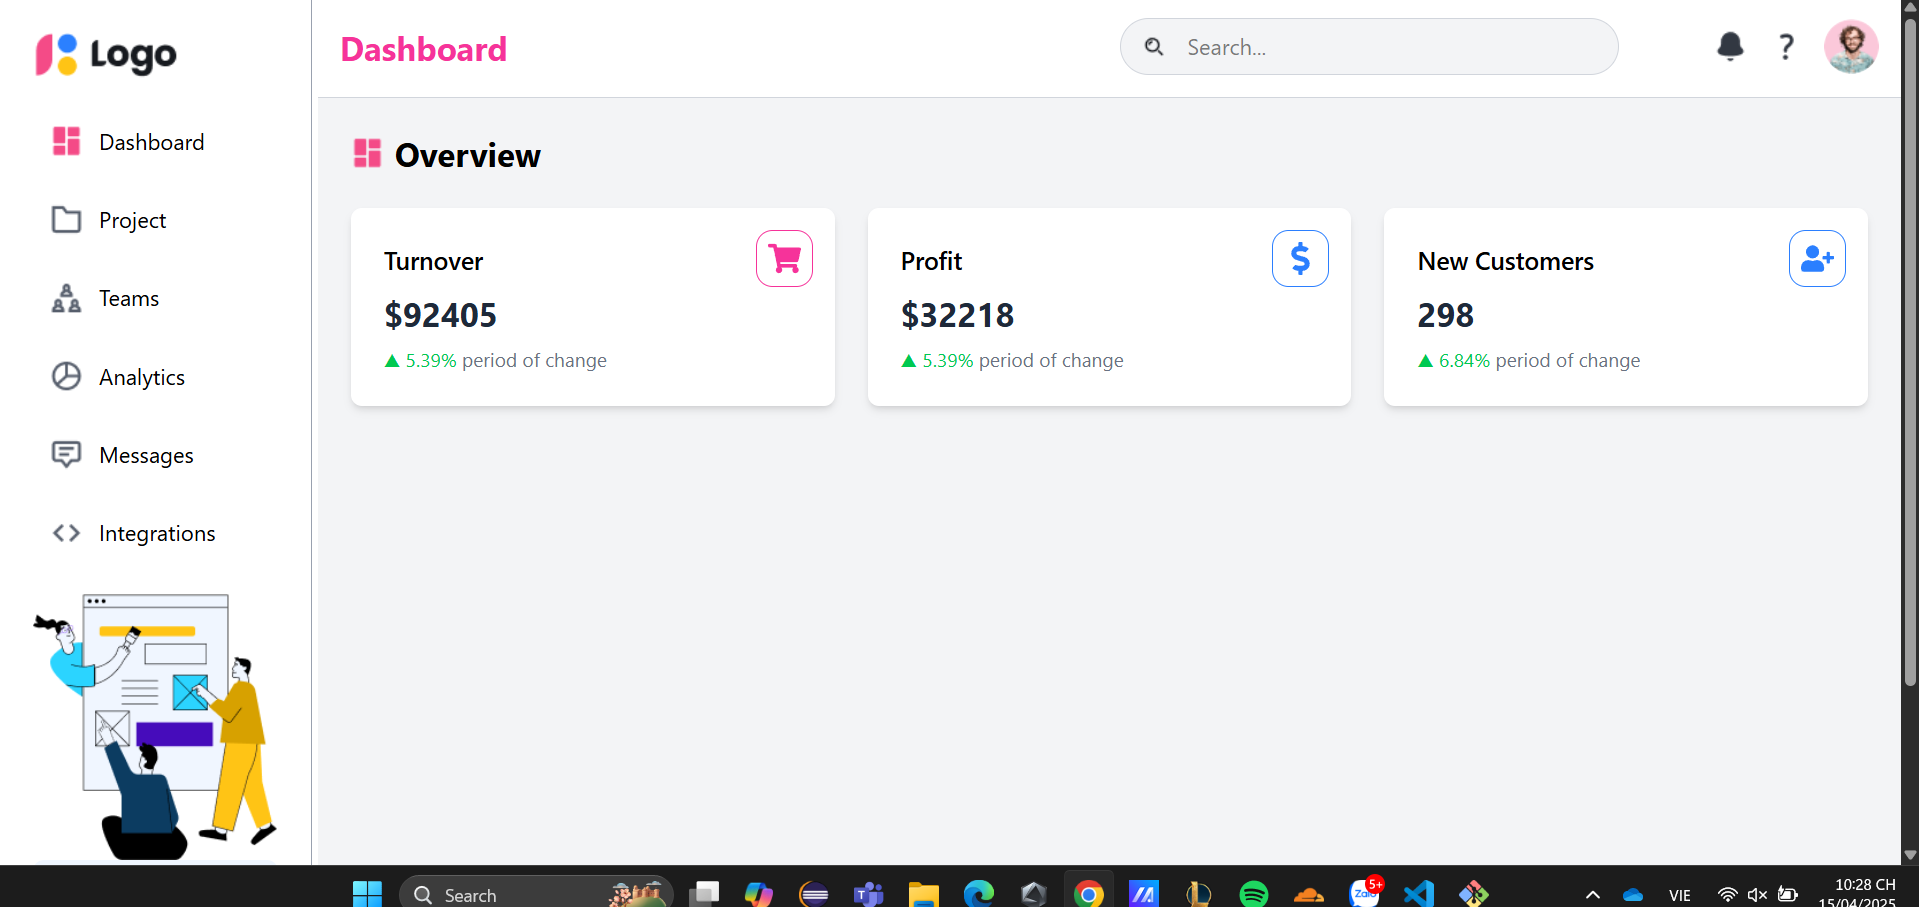 Logo
Dashboard
Search...
?
Dashboard
Project
Teams
Analytics
Messages
Integrations
Overview
Turnover
$92405
▲ 5.39% period of change
Profit
$32218
▲ 5.39% period of change
New Customers
298
▲ 6.84% period of change
Search
Zalo
5+
VIE
10:28 CH
15/04/2025